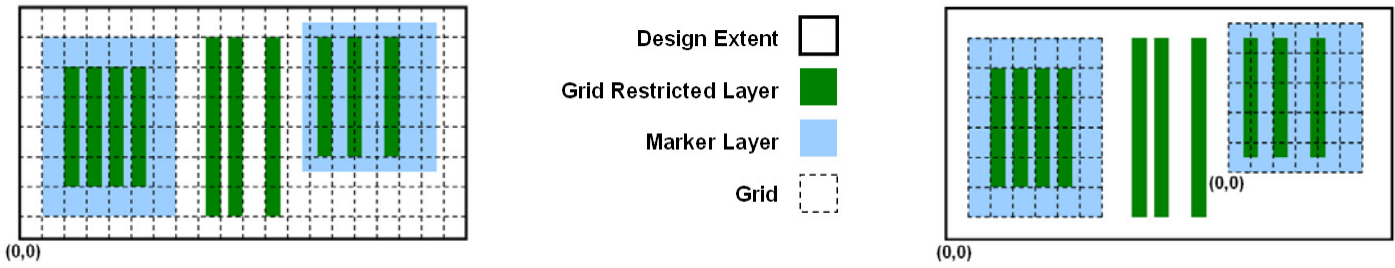 Design Extent
Grid Restricted Layer
Marker Layer
Grid
(0,0)
(0,0)
(0,0)